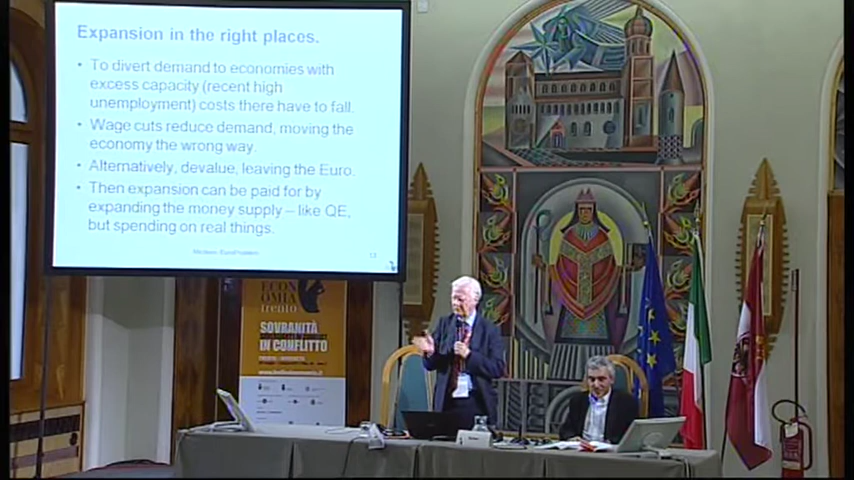 Expansion in the right places.
• To divert demand to economies with
excess capacity (recent high
unemployment) costs there have to fall.
• Wage cuts reduce demand, moving the
economy the wrong way.
• Alternatively, devalue, leaving the Euro.
• Then expansion can be paid for by
expanding the money supply – like QE,
but spending on real things.
13
ECON
OMIA
trento
SOVRANITÀ
IN CONFLITTO